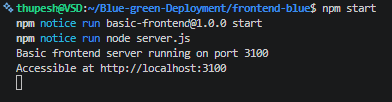 thupesh@VSD:~/Blue-green-Deployment/frontend-blue$ npm start
npm notice run basic-frontend@1.0.0 start
npm notice run node server.js
Basic frontend server running on port 3100
Accessible at http://localhost:3100